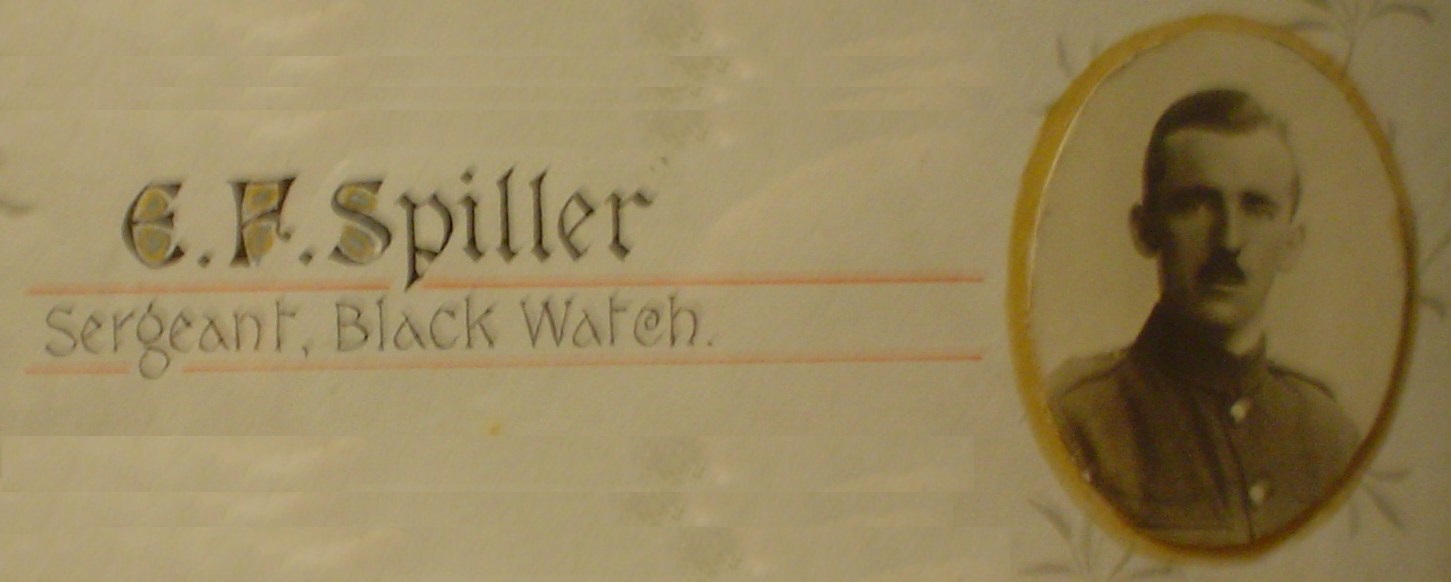 E. F. Spiller
Sergeant, Black Watch.